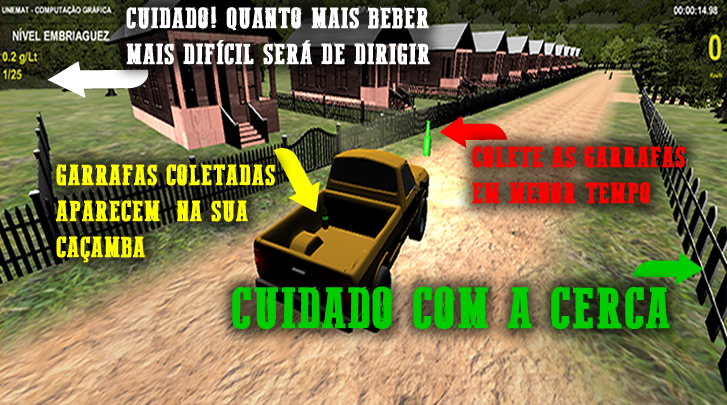 UNEMAT - COMPUTAÇÃO GRÁFICA
00:00:14.98
CUIDADO! QUANTO MAIS BEBER
MAIS DIFÍCIL SERÁ DE DIRIGIR
NÍVEL EMBRIAGUEZ
0.2 g/Lt
1/25
0
COLETE AS GARRAFAS
EM MENOR TEMPO
GARRAFAS COLETADAS
APARECEM NA SUA
CAÇAMBA
CUIDADO COM A CERCA